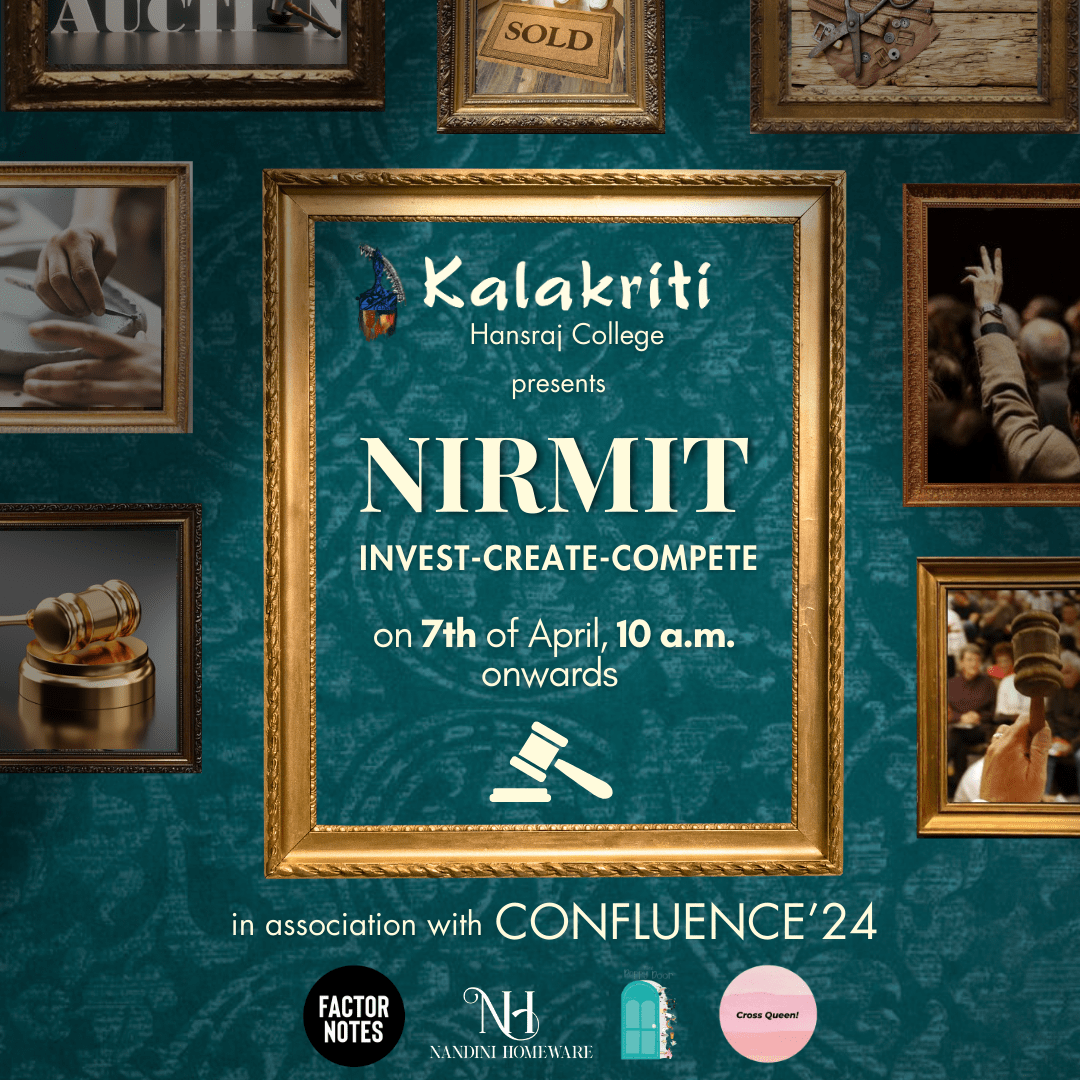 AUCTION
SOLD
Kalakriti
Hansraj College
presents
NIRMIT
INVEST-CREATE-COMPETE
on 7th of April, 10 a.m.
onwards
in association with CONFLUENCE’24
FACTOR
NOTES
NH
NANDINI HOMEWARE
Cross Queen!